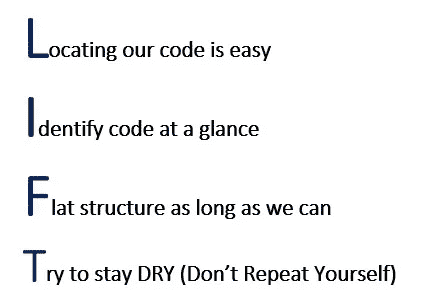 Locating our code is easy
Identify code at a glance
Flat structure as long as we can
Try to stay DRY (Don’t Repeat Yourself)